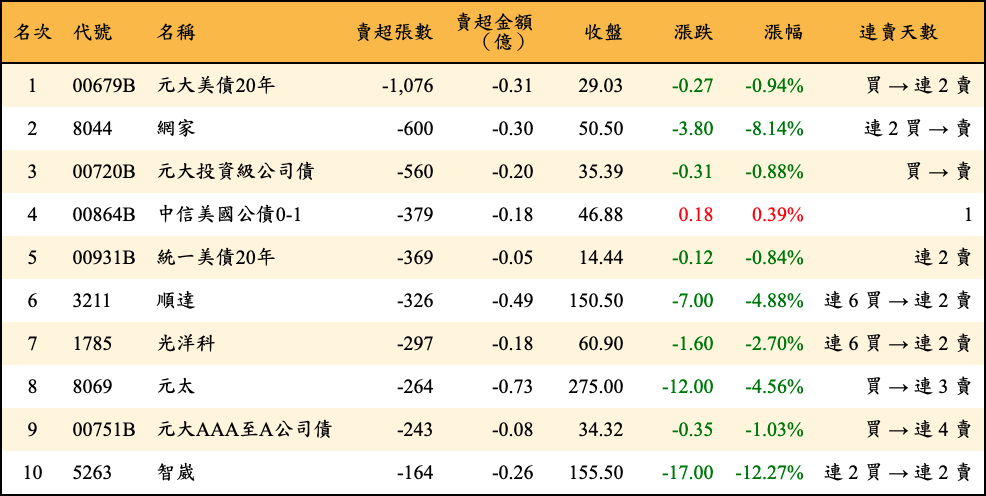 名次 代號 名稱 賣超張數 賣超金額（億） 收盤 漲跌 漲幅 連賣天數
1 00679B 元大美債20年 -1,076 -0.31 29.03 -0.27 -0.94% 買 → 連 2 賣
2 8044 網家 -600 -0.30 50.50 -3.80 -8.14% 連 2 買 → 賣
3 00720B 元大投資級公司債 -560 -0.20 35.39 -0.31 -0.88% 買 → 賣
4 00864B 中信美國公債0-1 -379 -0.18 46.88 0.18 0.39% 1
5 00931B 統一美債20年 -369 -0.05 14.44 -0.12 -0.84% 連 2 賣
6 3211 順達 -326 -0.49 150.50 -7.00 -4.88% 連 6 買 → 連 2 賣
7 1785 光洋科 -297 -0.18 60.90 -1.60 -2.70% 連 6 買 → 連 2 賣
8 8069 元太 -264 -0.73 275.00 -12.00 -4.56% 買 → 連 3 賣
9 00751B 元大AAA至A公司債 -243 -0.08 34.32 -0.35 -1.03% 買 → 連 4 賣
10 5263 智崴 -164 -0.26 155.50 -17.00 -12.27% 連 2 買 → 連 2 賣